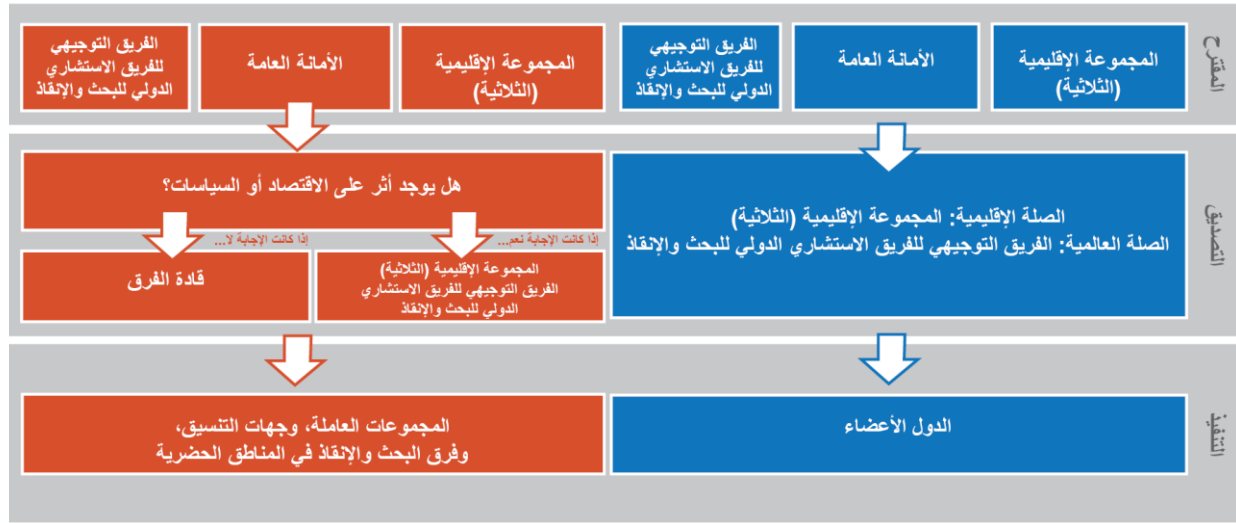 المقترح
المجموعة الإقليمية
(الثلاثية)
الأمانة العامة
الفريق التوجيهي
للفريق الاستشاري
الدولي للبحث والإنقاذ
المجموعة الإقليمية
(الثلاثية)
الأمانة العامة
الفريق التوجيهي
للفريق الاستشاري
الدولي للبحث والإنقاذ
التصديق
الصلة الإقليمية: المجموعة الإقليمية (الثلاثية)
الصلة العالمية: الفريق التوجيهي للفريق الاستشاري الدولي للبحث والإنقاذ
هل يوجد أثر على الاقتصاد أو السياسات؟
إذا كانت الإجابة نعم...
إذا كانت الإجابة لا...
المجموعة الإقليمية (الثلاثية)
الفريق التوجيهي للفريق الاستشاري
الدولي للبحث والإنقاذ
قادة الفرق
التنفيذ
الدول الأعضاء
المجموعات العاملة، وجهات التنسيق،
وفرق البحث والإنقاذ في المناطق الحضرية